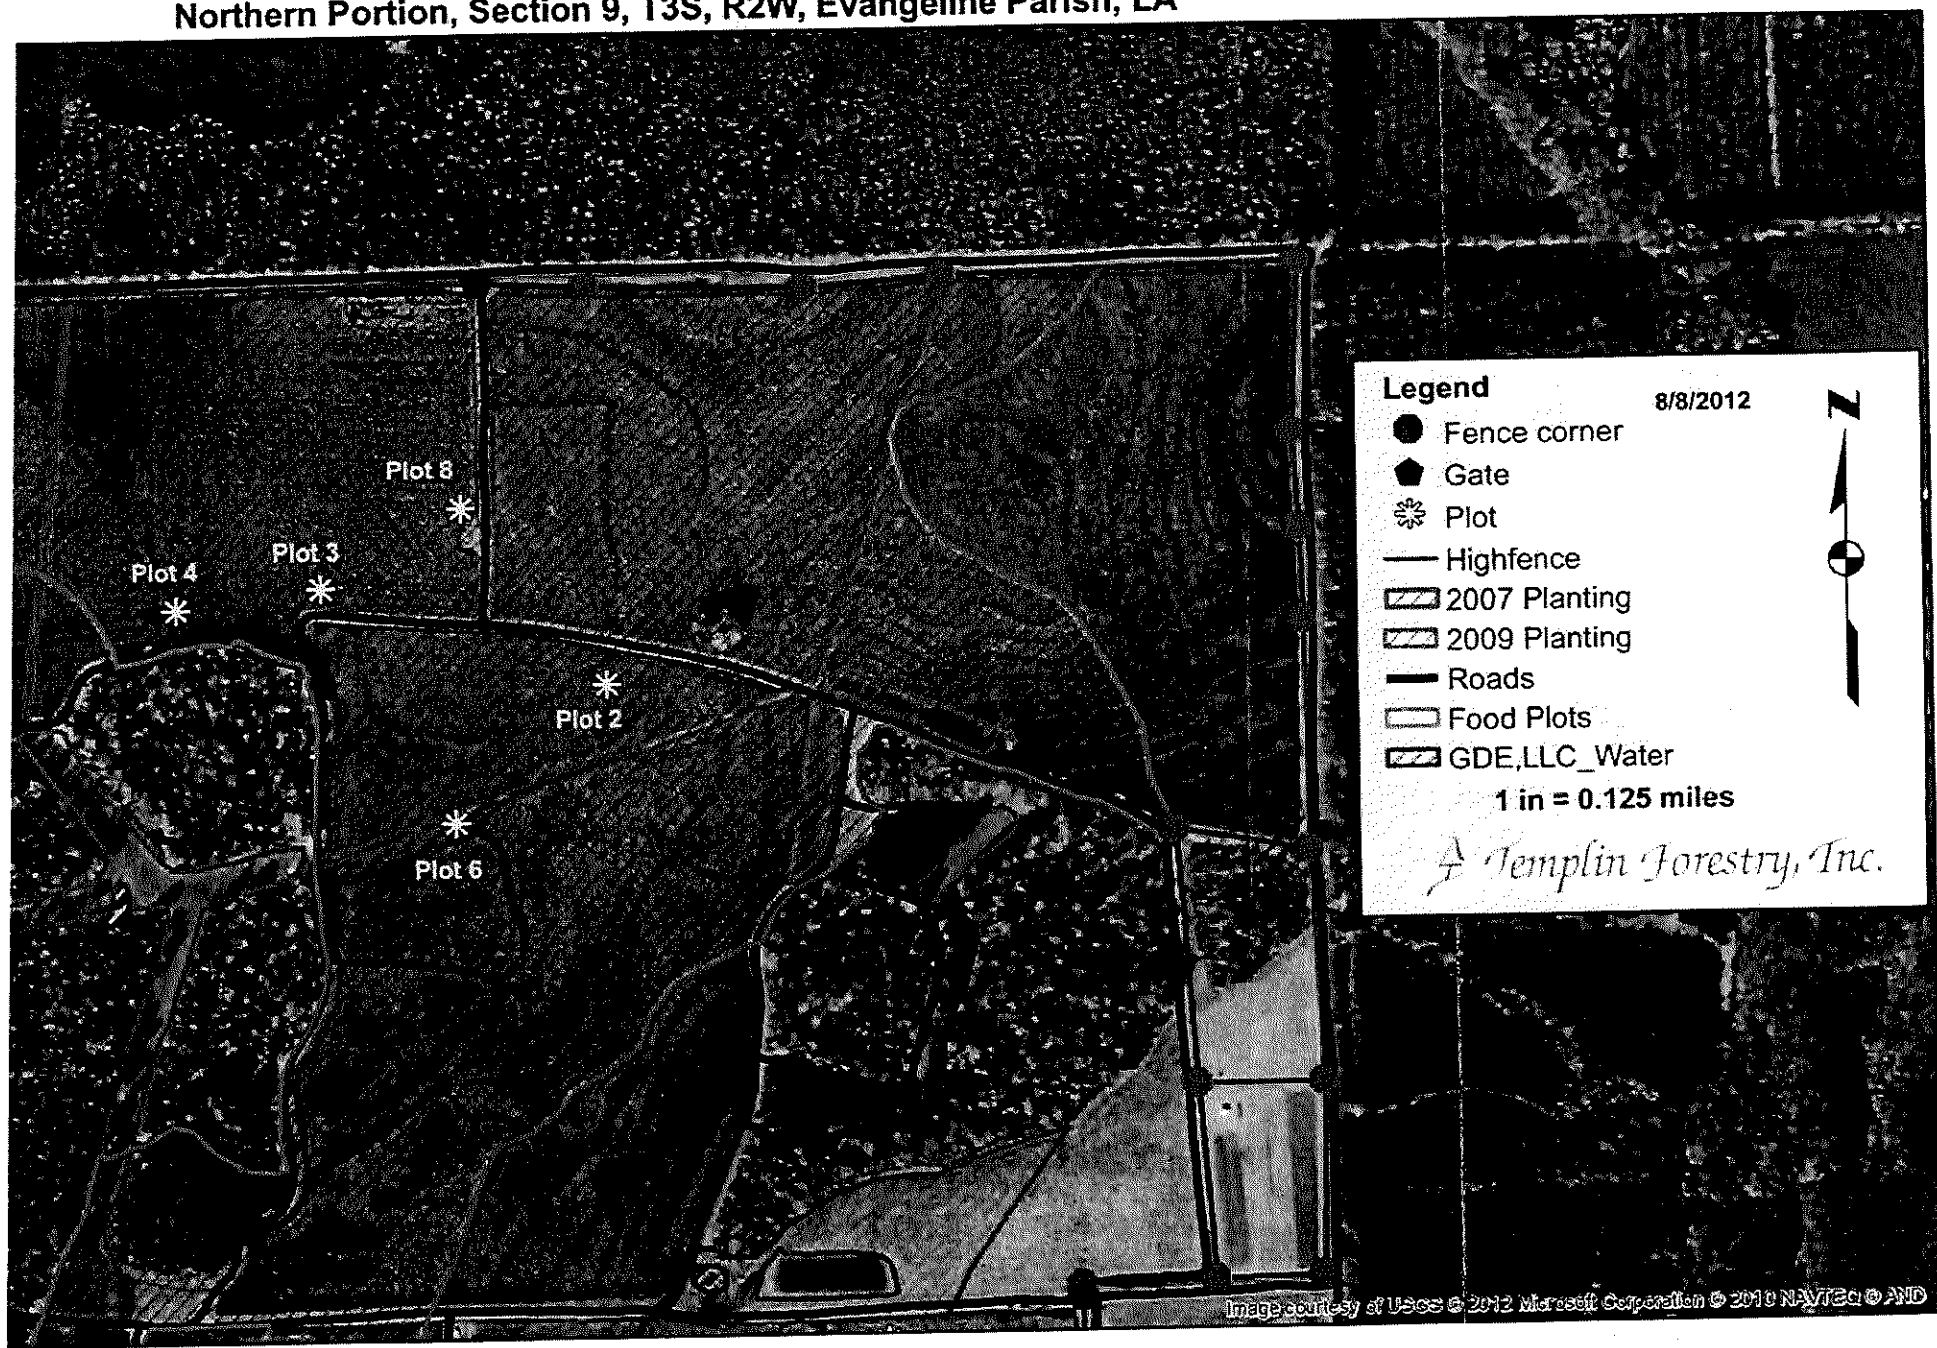 Northern Portion, Section 9, T3S, R2W, Evangeline Parish, LA
Plot 8
Plot 3
Plot 4
Plot 2
Plot 6
Legend
8/8/2012
N
Fence corner
Gate
Plot
Highfence
2007 Planting
2009 Planting
Roads
Food Plots
GDE,LLC_Water
1 in = 0.125 miles
Templin Forestry, Inc.
Image courtesy of USGS © 2012 Microsoft Corporation © 2010 NAVTEQ © AND